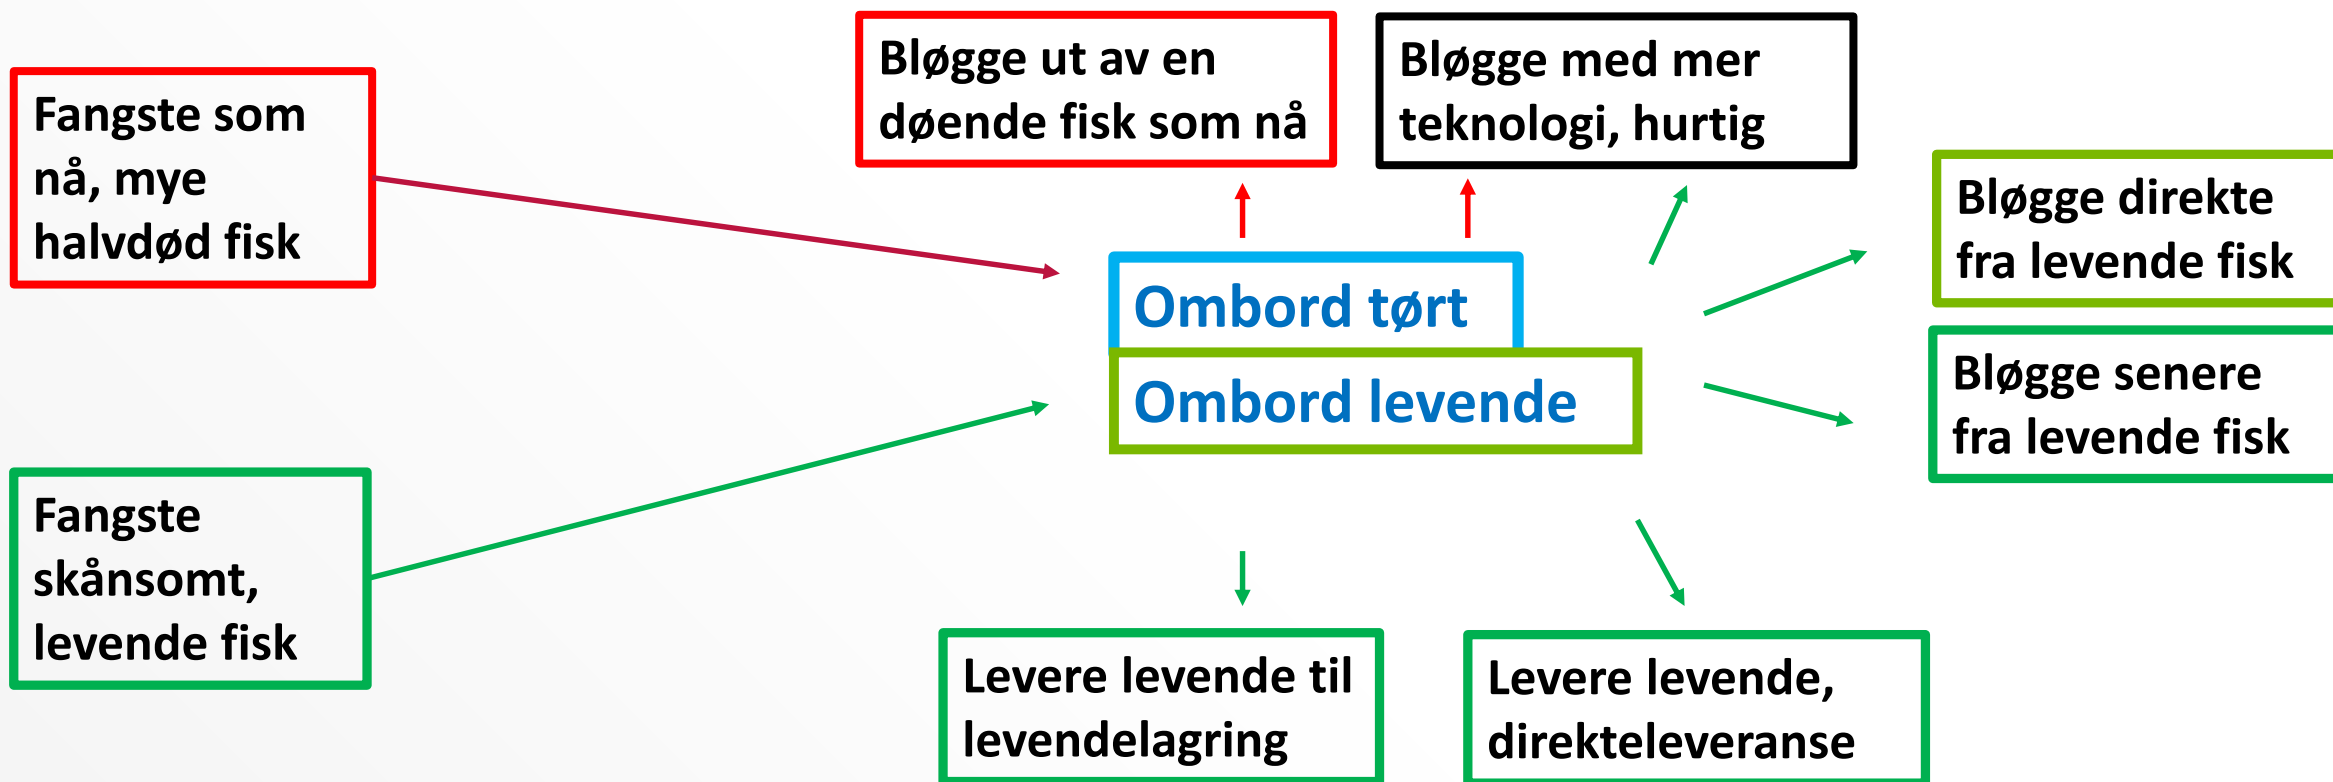 Fangste som
nå, mye
halvdød fisk
Bløgge ut av en
døende fisk som nå
Bløgge med mer
teknologi, hurtig
Bløgge direkte
fra levende fisk
Ombord tørt
Ombord levende
Bløgge senere
fra levende fisk
Fangste
skånsomt,
levende fisk
Levere levende til
levendelagring
Levere levende,
direkteleveranse